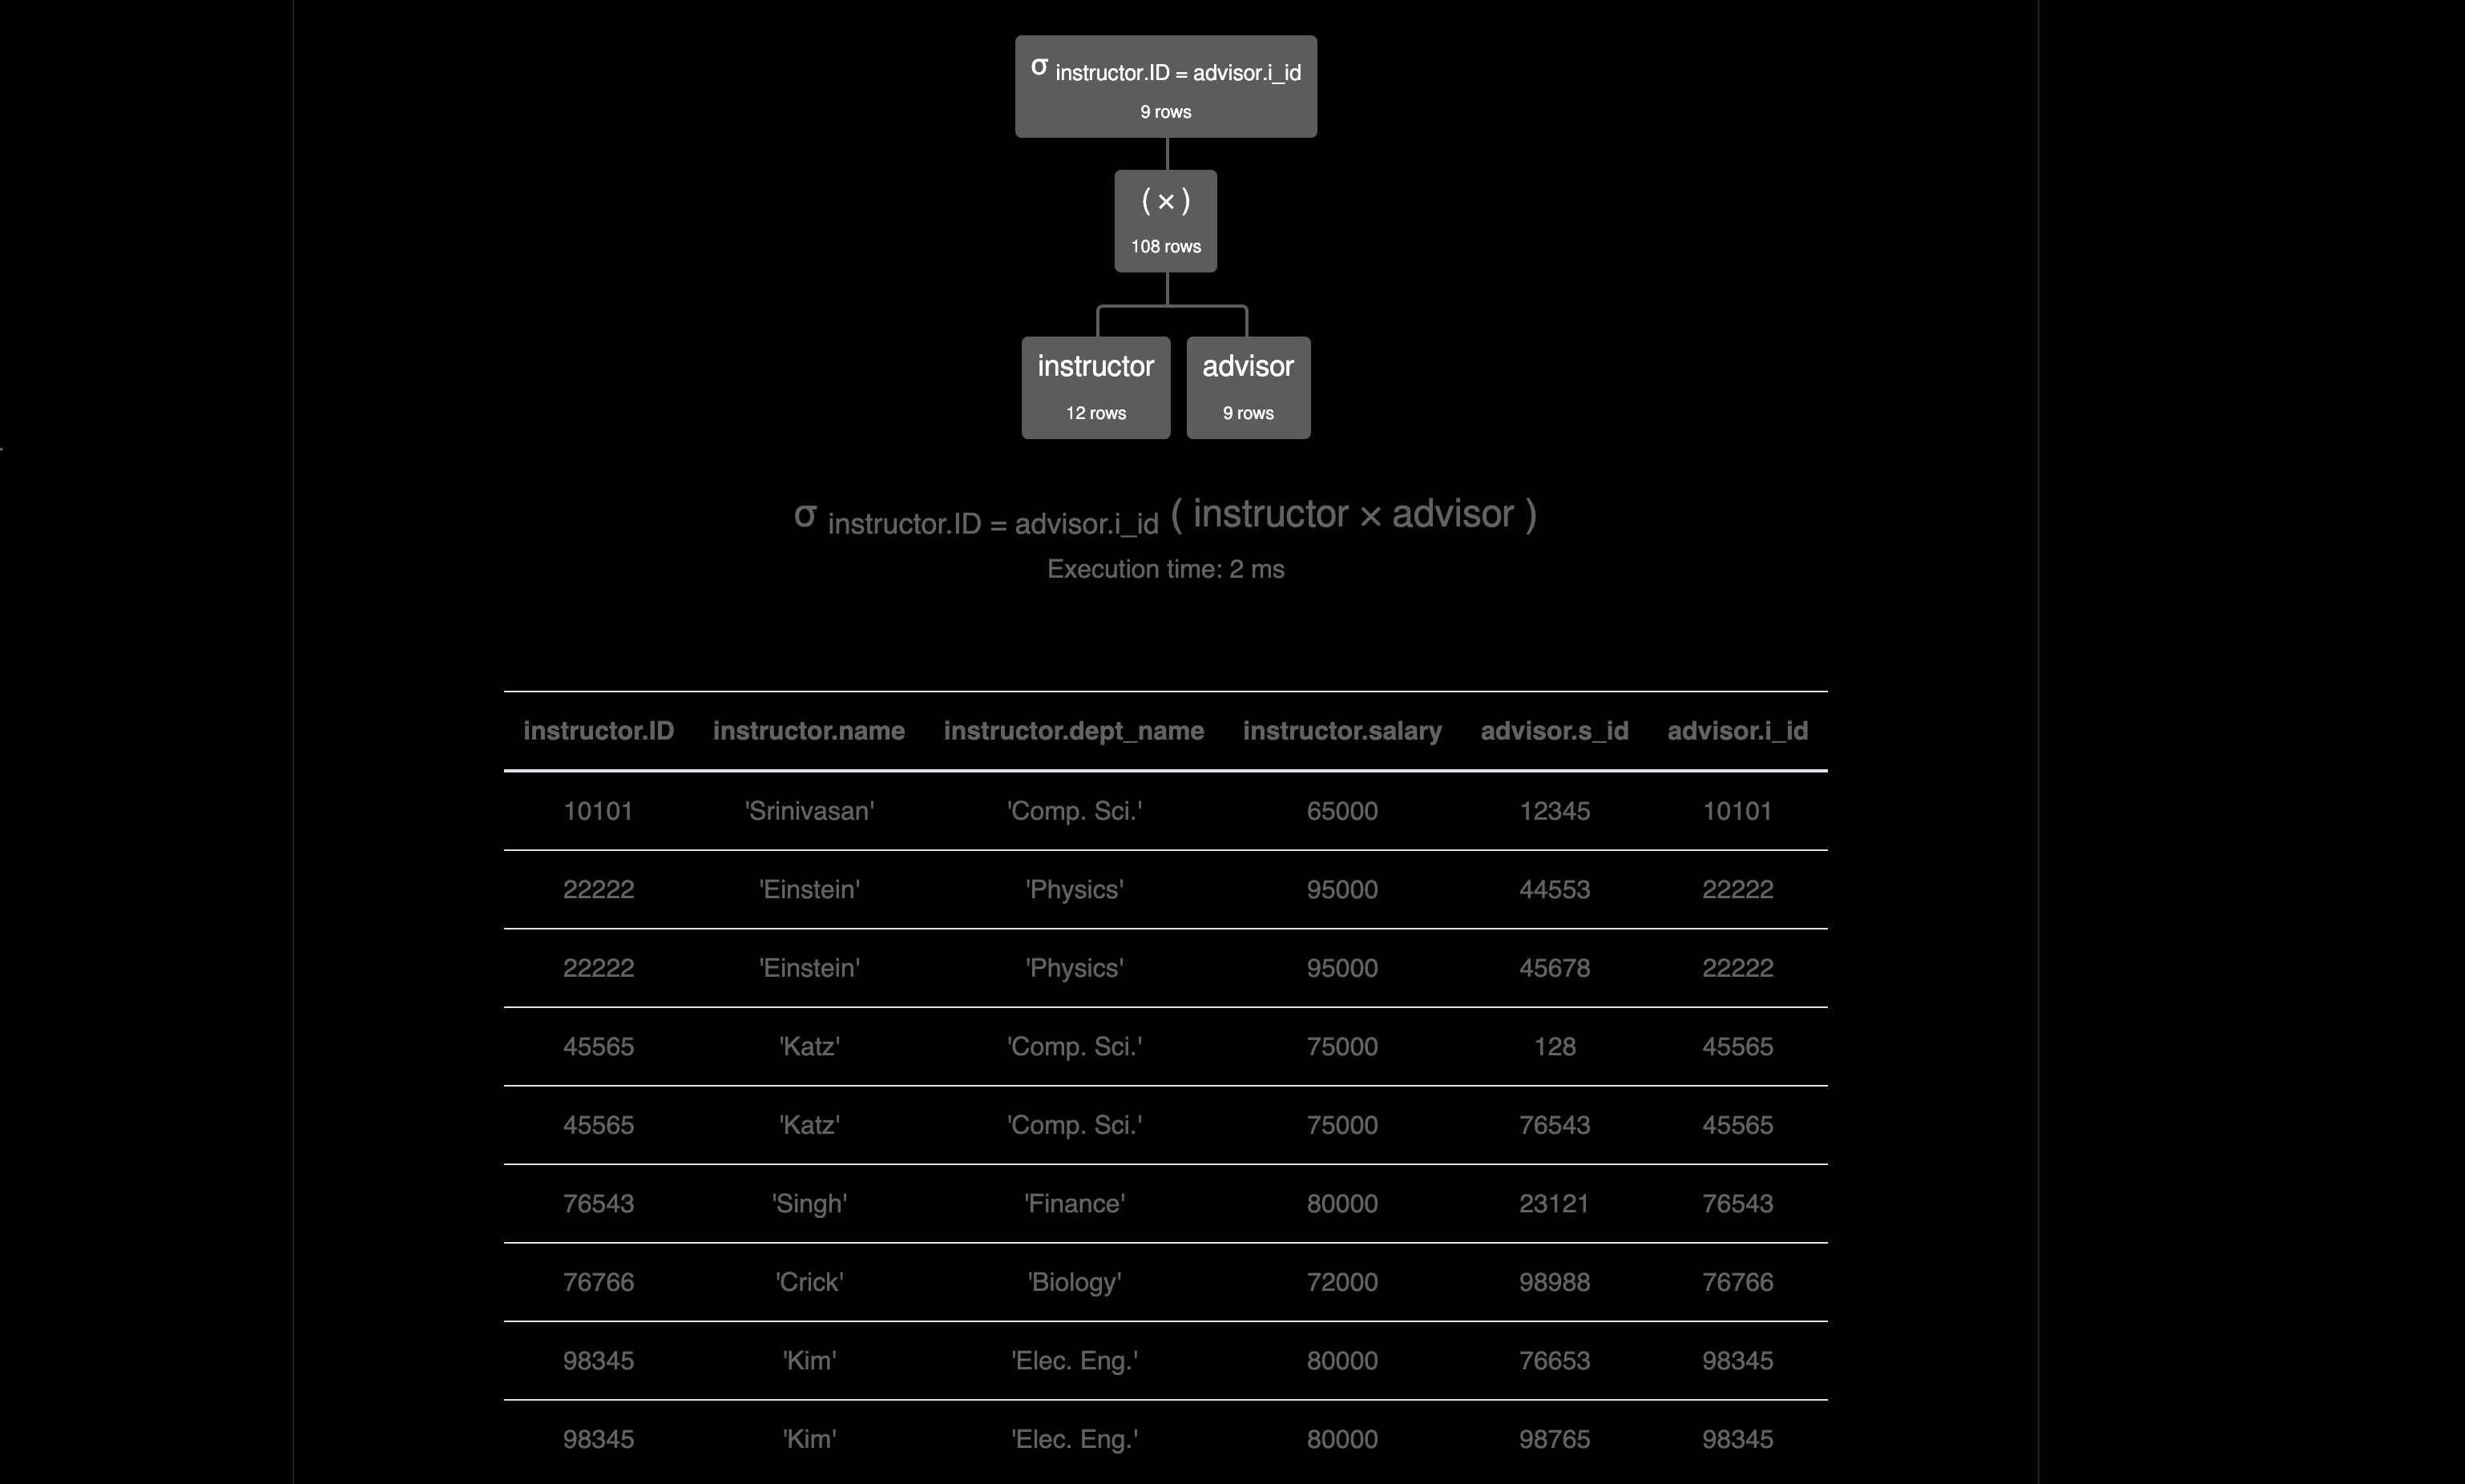 σ instructor.ID = advisor.i_id
9 rows
(×)
108 rows
instructor advisor
12 rows 9 rows
σ instructor.ID = advisor.i_id ( instructor × advisor )
Execution time: 2 ms
instructor.ID instructor.name instructor.dept_name instructor.salary advisor.s_id advisor.i_id
10101 'Srinivasan' 'Comp. Sci.' 65000 12345 10101
22222 'Einstein' 'Physics' 95000 44553 22222
22222 'Einstein' 'Physics' 95000 45678 22222
45565 'Katz' 'Comp. Sci.' 75000 128 45565
45565 'Katz' 'Comp. Sci.' 75000 76543 45565
76543 'Singh' 'Finance' 80000 23121 76543
76766 'Crick' 'Biology' 72000 98988 76766
98345 'Kim' 'Elec. Eng.' 80000 76653 98345
98345 'Kim' 'Elec. Eng.' 80000 98765 98345